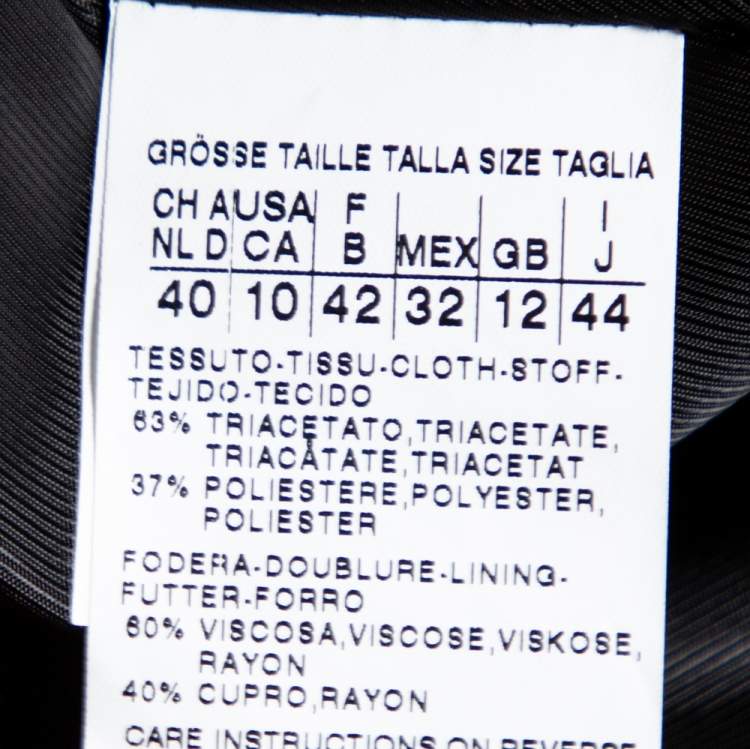 GRÖSSE TAILLE TALLA SIZE TAGLIA
CH A USA F I
NL D CA B MEX GB J
40 10 42 32 12 44
TESSUTO-TISSU-CLOTH-STOFF-
TEJIDO-TECIDO
63% TRIACETATO,TRIACETATE,
TRIACÅTATE,TRIACETAT
37% POLIESTERE,POLYESTER,
POLIESTER
FODERA-DOUBLURE-LINING-
FUTTER-FORRO
60% VISCOSA,VISCOSE,VISKOSE,
RAYON
40% CUPRO,RAYON
CARE INSTRUCTIONS ON REVERSE